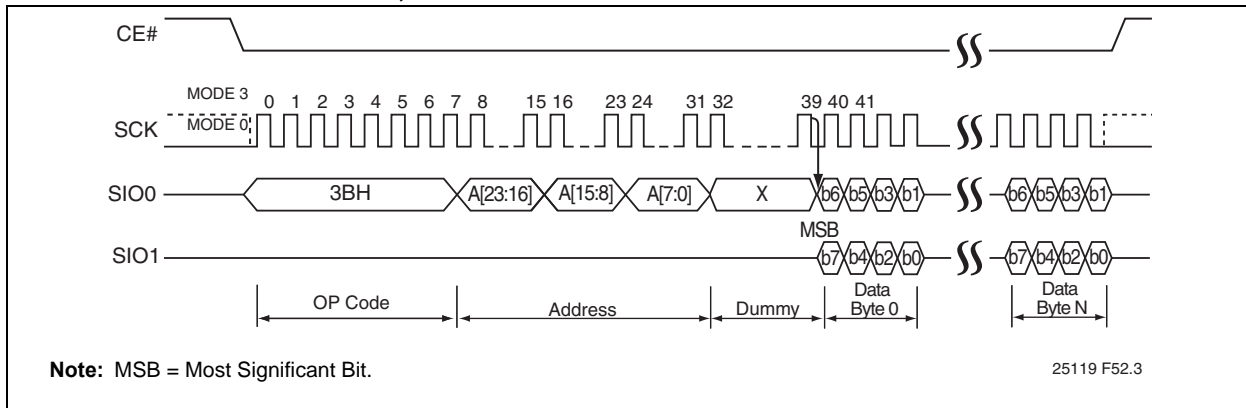 CE#
MODE 3
0 1 2 3 4 5 6 7 8 15 16 23 24 31 32 39 40 41
SCK
MODE 0
SIO0
3BH
A[23:16]
A[15:8]
A[7:0]
X
b6 b5 b3 b1
b6 b5 b3 b1
MSB
SIO1
b7 b4 b2 b0
b7 b4 b2 b0
OP Code
Address
Dummy
Data
Byte 0
Data
Byte N
Note: MSB = Most Significant Bit.
25119 F52.3